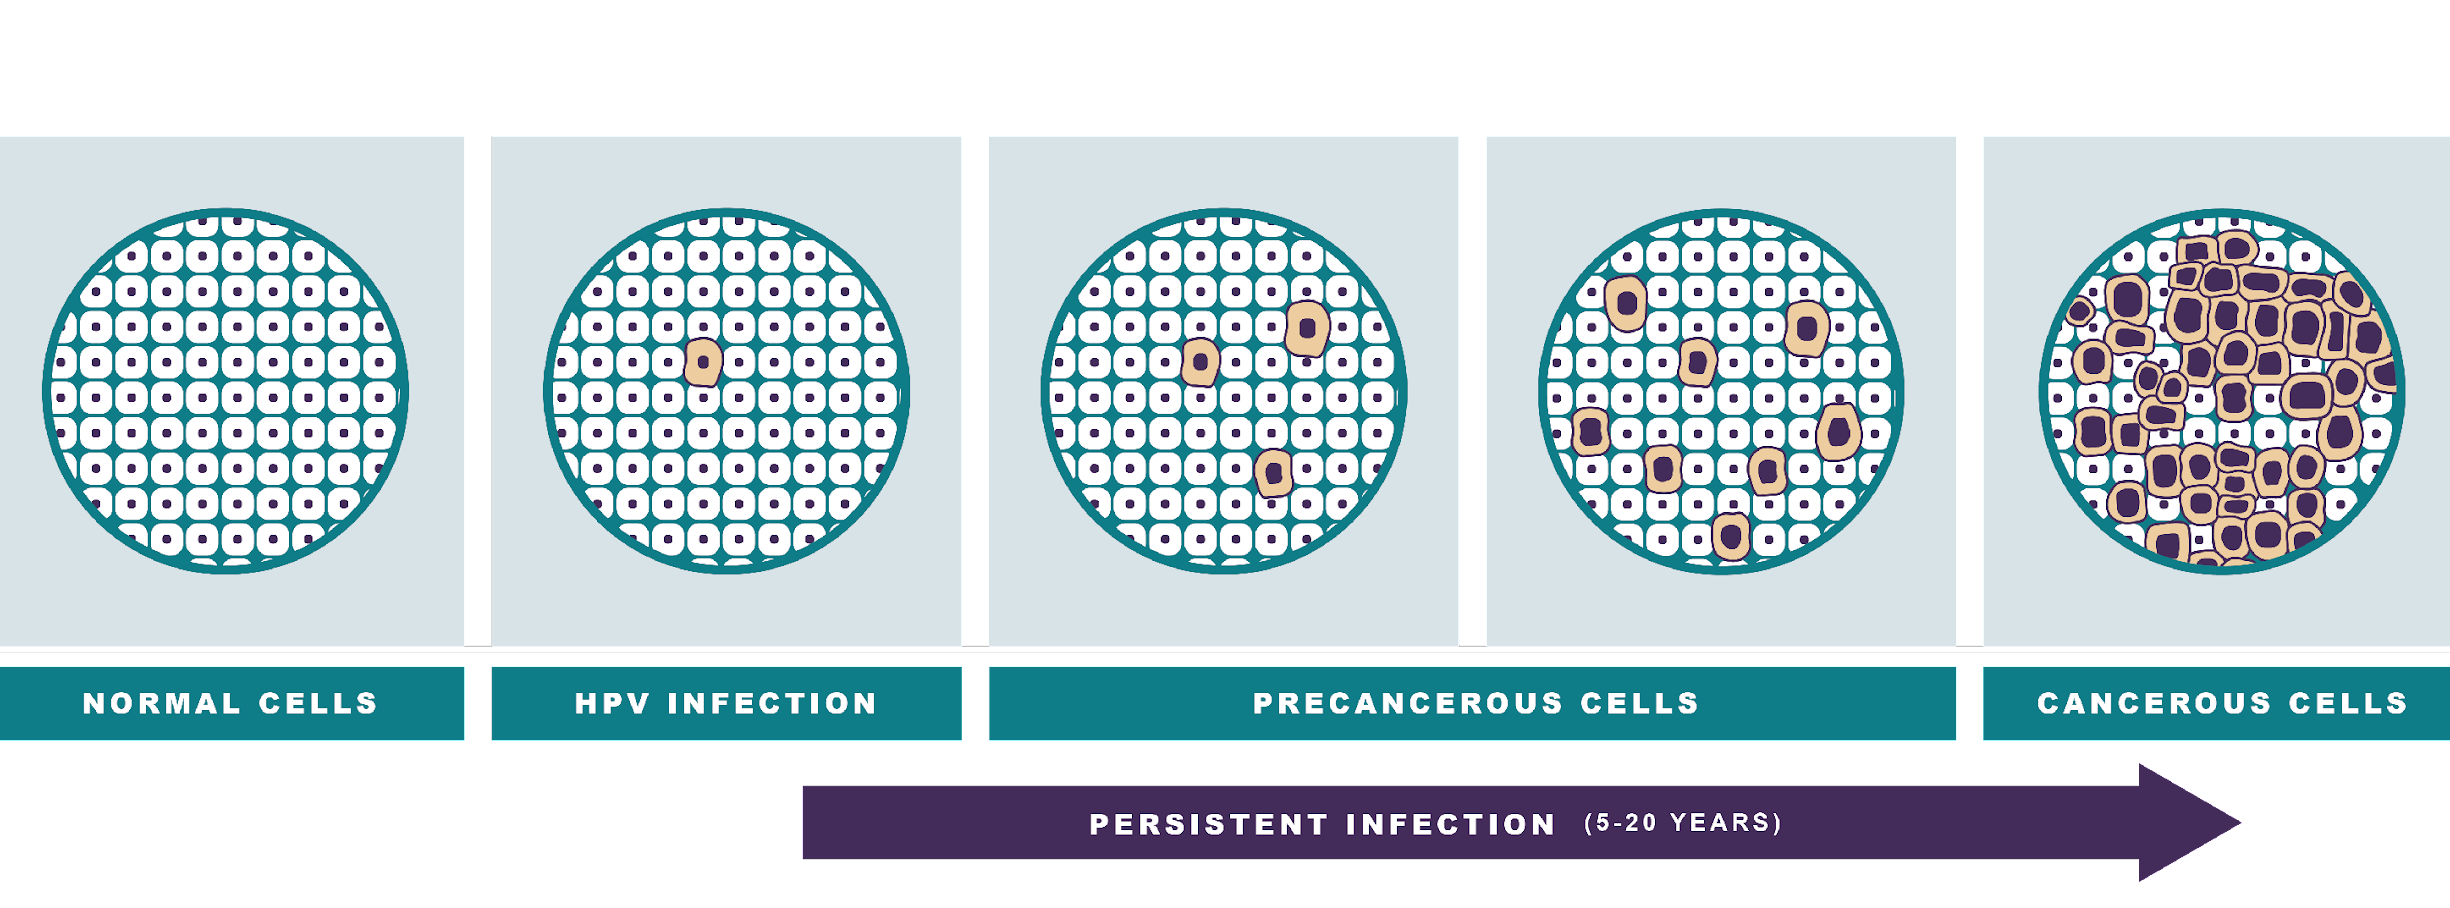 NORMAL CELLS
HPV INFECTION
PRECANCEROUS CELLS
CANCEROUS CELLS
PERSISTENT INFECTION (5-20 YEARS)